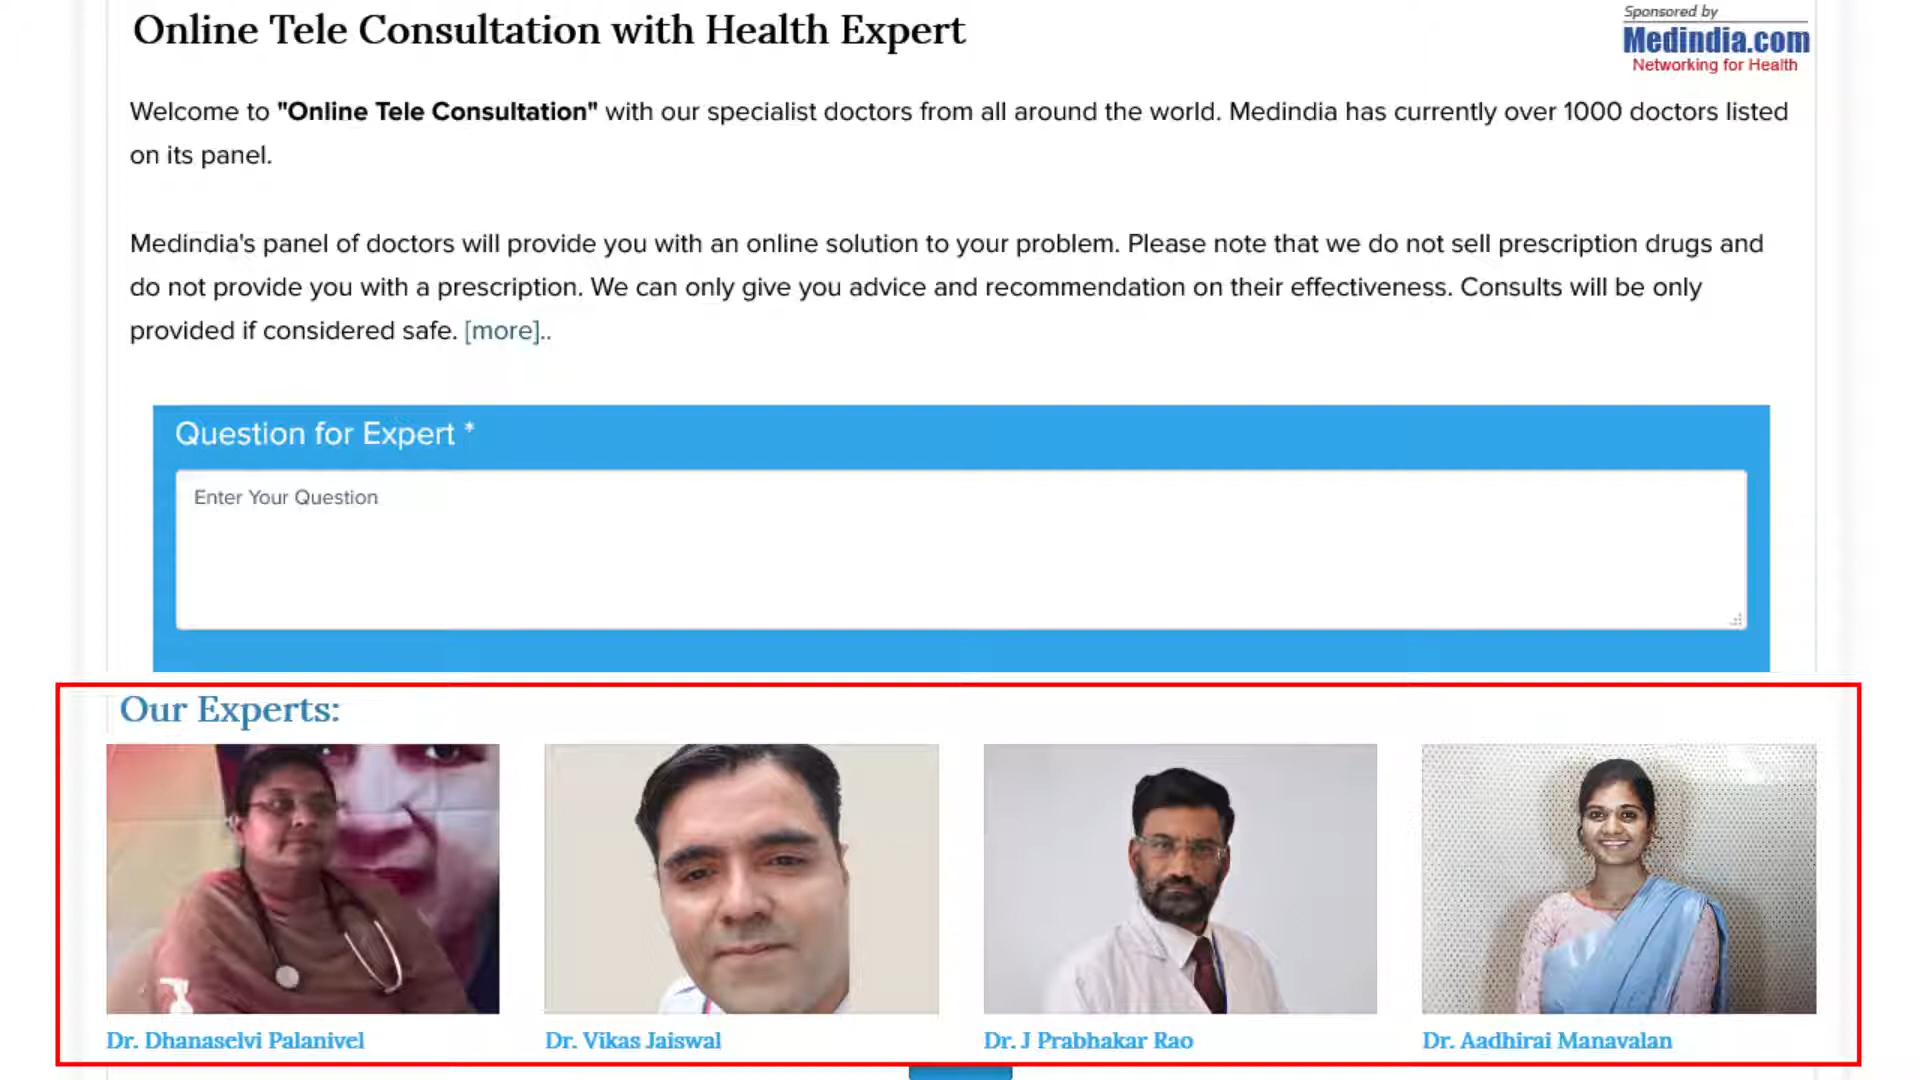 Online Tele Consultation with Health Expert
Sponsored by
Medindia.com
Networking for Health
Welcome to "Online Tele Consultation" with our specialist doctors from all around the world. Medindia has currently over 1000 doctors listed
on its panel.
Medindia's panel of doctors will provide you with an online solution to your problem. Please note that we do not sell prescription drugs and
do not provide you with a prescription. We can only give you advice and recommendation on their effectiveness. Consults will be only
provided if considered safe. [more]..
Question for Expert *
Enter Your Question
Our Experts:
Dr. Dhanaselvi Palanivel
Dr. Vikas Jaiswal
Dr. J Prabhakar Rao
Dr. Aadhirai Manavalan